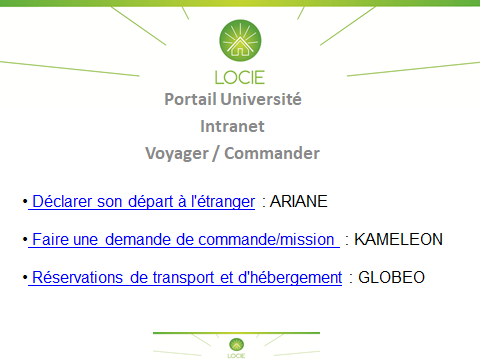 LOCIE
Portail Université
Intranet
Voyager / Commander
• Déclarer son départ à l'étranger : ARIANE
• Faire une demande de commande/mission : KAMELEON
• Réservations de transport et d'hébergement : GLOBEO
LOCIE